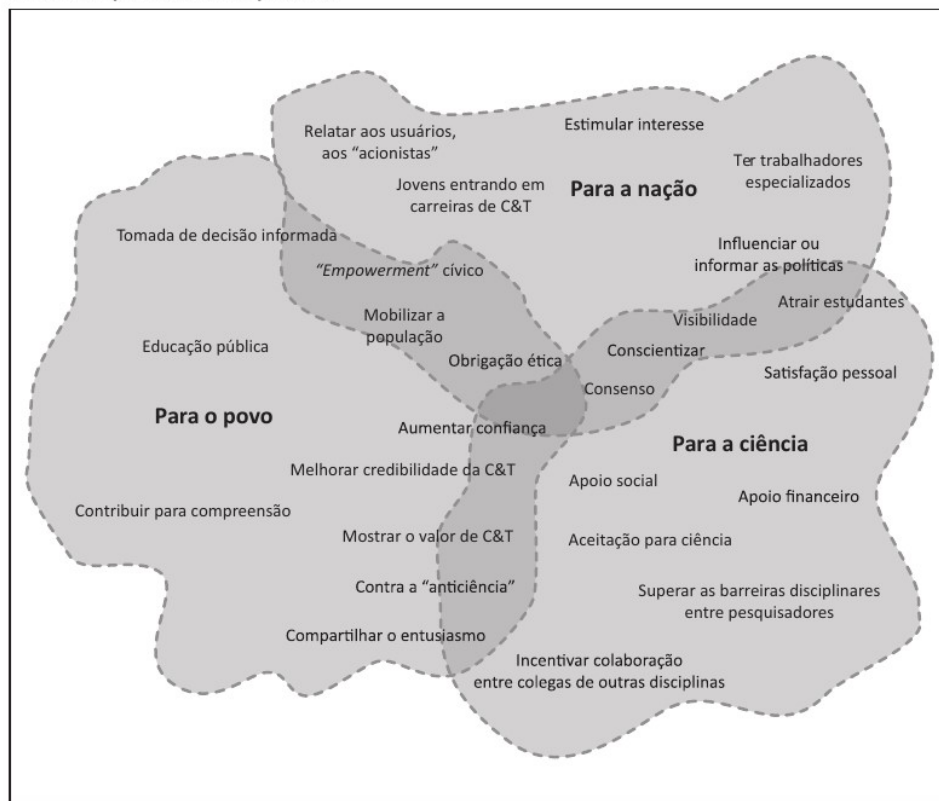 Relatar aos usuários,
aos “acionistas”
Estimular interesse
Ter trabalhadores
especializados
Jovens entrando em
carreiras de C&T
Para a nação
Tomada de decisão informada
Influenciar ou
informar as políticas
“Empowerment” cívico
Atrair estudantes
Mobilizar a
população
Visibilidade
Educação pública
Obrigação ética
Conscientizar
Satisfação pessoal
Consenso
Para o povo
Aumentar confiança
Para a ciência
Melhorar credibilidade da C&T
Apoio social
Apoio financeiro
Contribuir para compreensão
Mostrar o valor de C&T
Aceitação para ciência
Contra a “anticiência”
Superar as barreiras disciplinares
entre pesquisadores
Compartilhar o entusiasmo
Incentivar colaboração
entre colegas de outras disciplinas